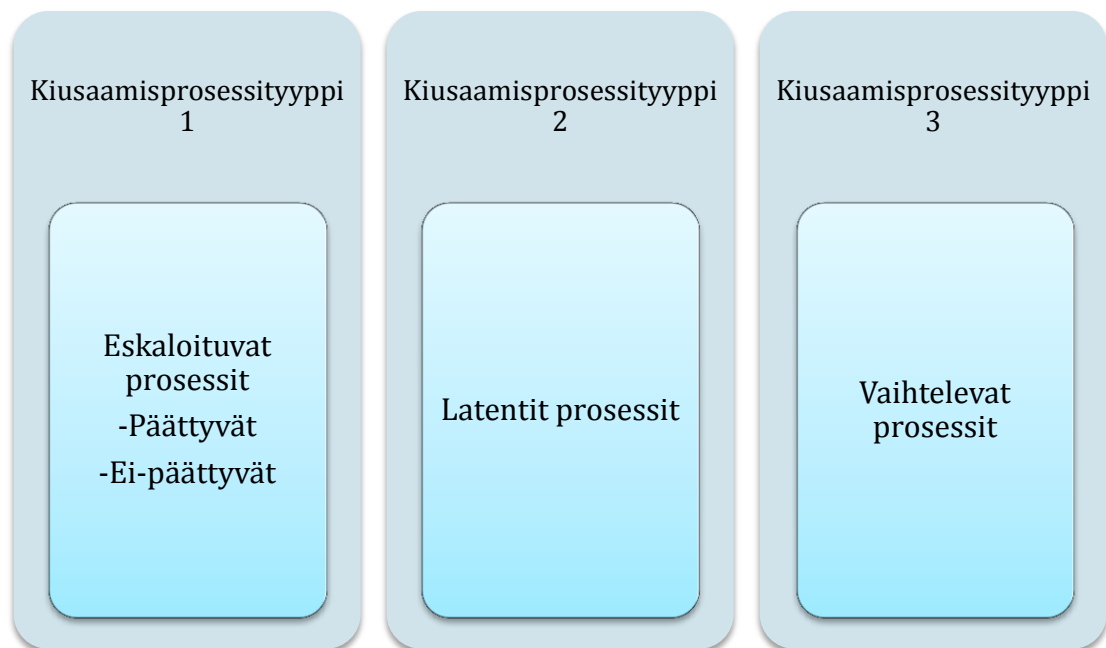 Kiusaamisprosessityyppi
1
Eskaloituvat
prosessit
-Päättyvät
-Ei-päättyvät
Kiusaamisprosessityyppi
2
Latentit prosessit
Kiusaamisprosessityyppi
3
Vaihtelevat
prosessit